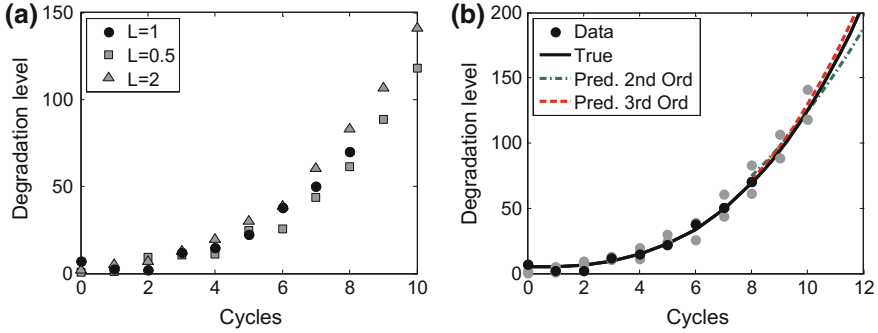 (a)
150
100
50
0
Degradation level
L=1
L=0.5
L=2
0 2 4 6 8 10
Cycles
(b)
200
150
100
50
0
Degradation level
Data
True
Pred. 2nd Ord
Pred. 3rd Ord
0 2 4 6 8 10 12
Cycles